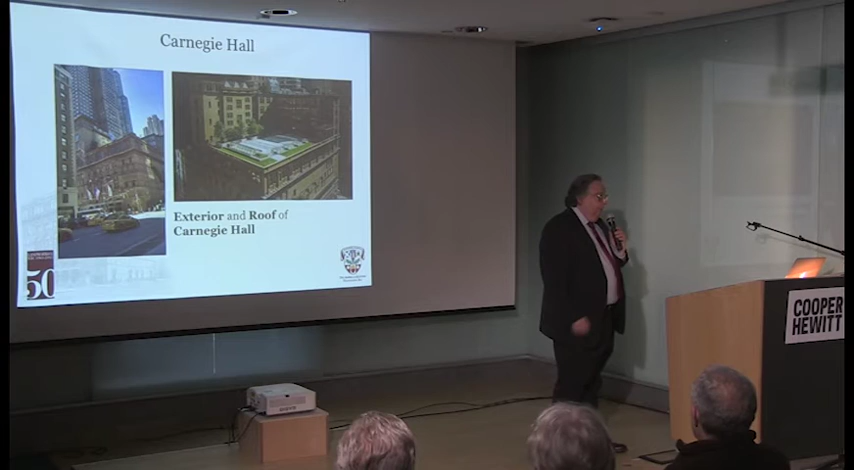 Carnegie Hall
Exterior and Roof of
Carnegie Hall
50
COOPER
HEWITT